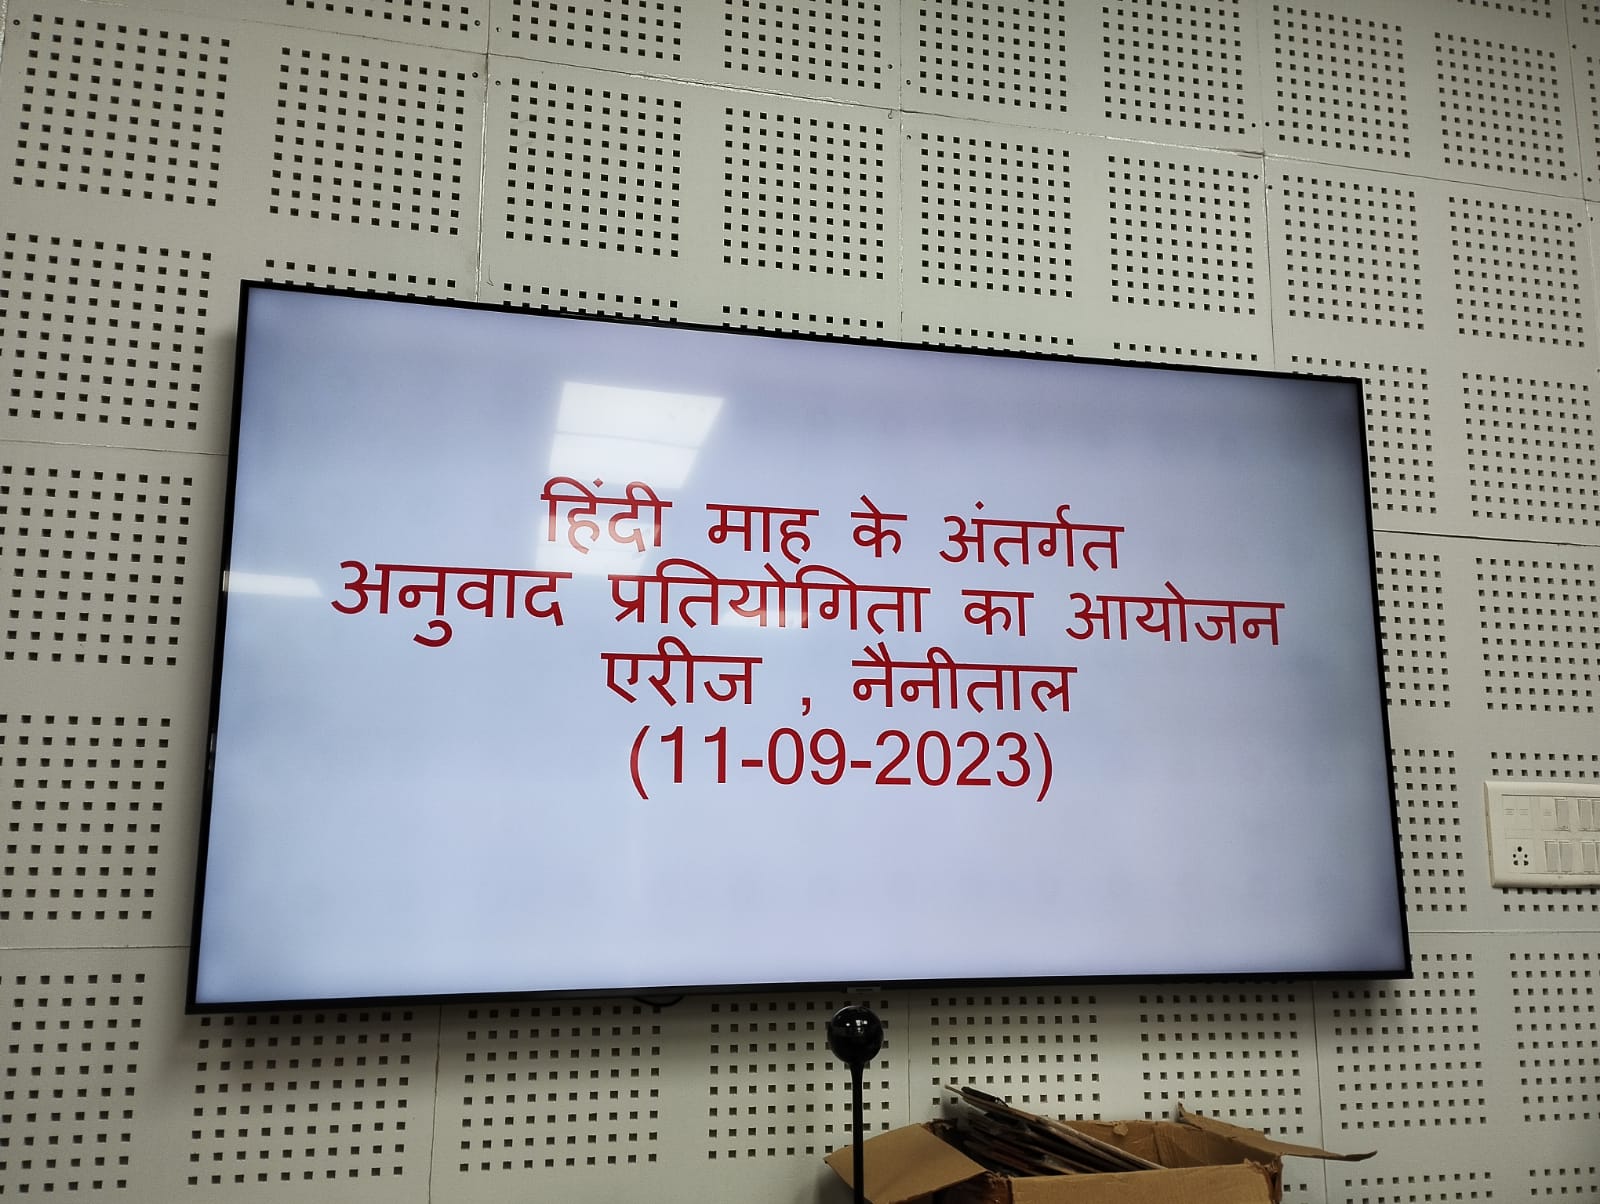 हिंदी माह के अंतर्गत
अनुवाद प्रतियोगिता का आयोजन
एरीज , नैनीताल
(11-09-2023)